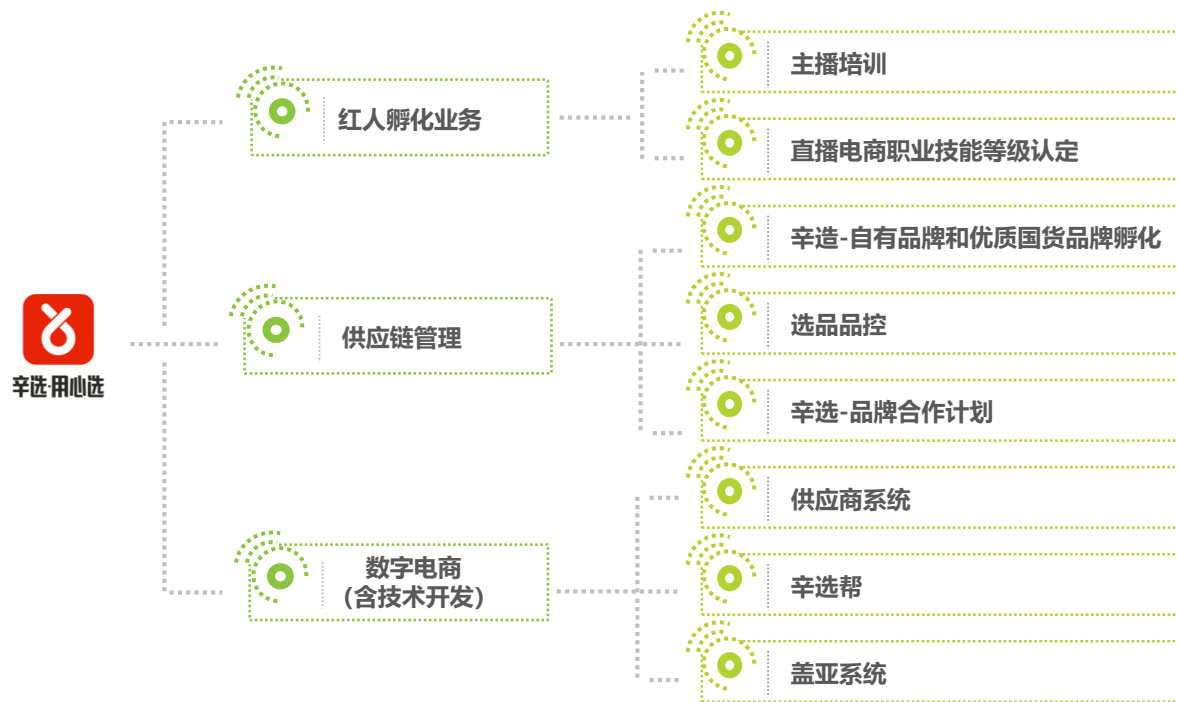 辛选·用心选
红人孵化业务
主播培训
直播电商职业技能等级认定
供应链管理
辛造-自有品牌和优质国货品牌孵化
选品品控
辛选-品牌合作计划
数字电商
（含技术开发）
供应商系统
辛选帮
盖亚系统